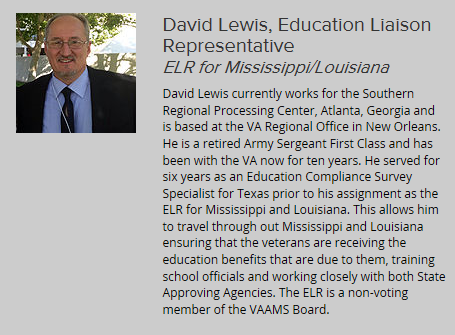 David Lewis, Education Liaison
Representative
ELR for Mississippi/Louisiana
David Lewis currently works for the Southern
Regional Processing Center, Atlanta, Georgia and
is based at the VA Regional Office in New Orleans.
He is a retired Army Sergeant First Class and has
been with the VA now for ten years. He served for
six years as an Education Compliance Survey
Specialist for Texas prior to his assignment as the
ELR for Mississippi and Louisiana. This allows him
to travel through out Mississippi and Louisiana
ensuring that the veterans are receiving the
education benefits that are due to them, training
school officials and working closely with both State
Approving Agencies. The ELR is a non-voting
member of the VAAMS Board.